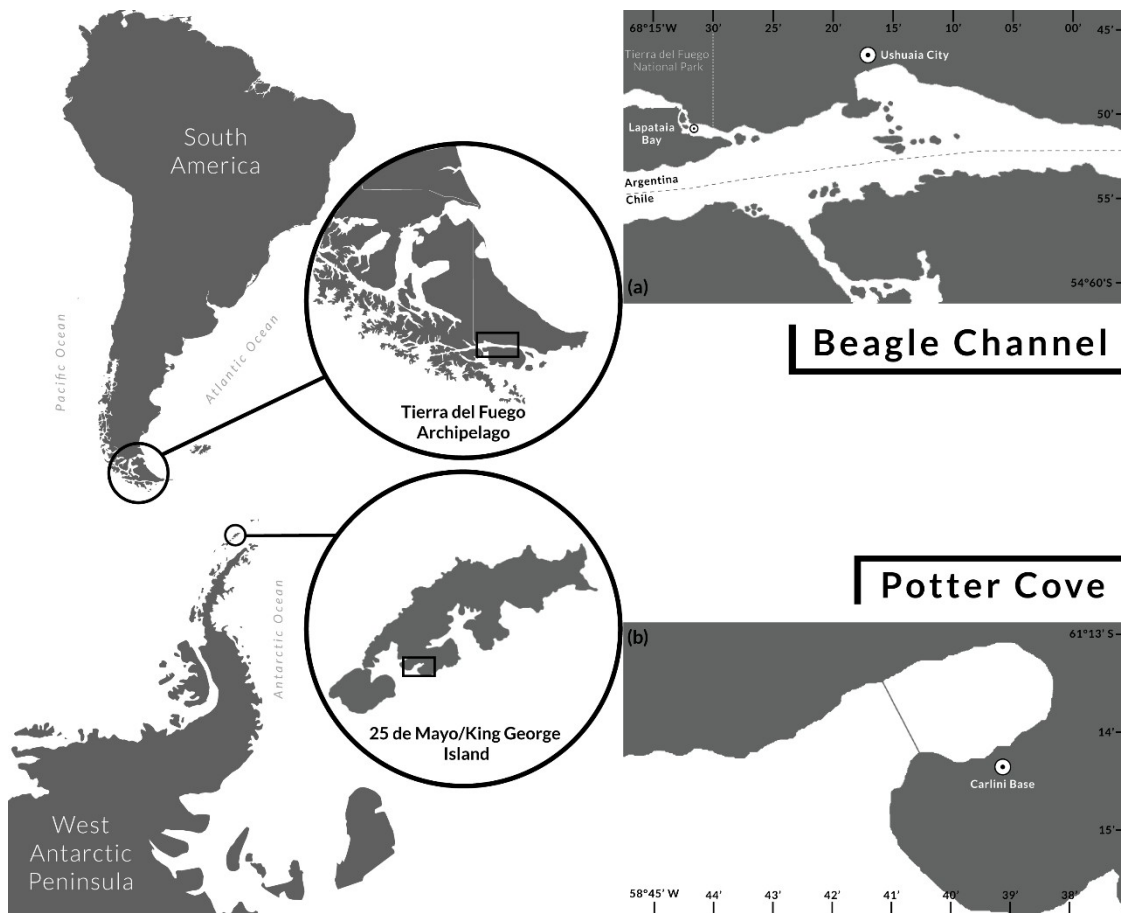 South
America
Pacific Ocean
Atlantic Ocean
Tierra del Fuego
Archipelago
Antarctic Ocean
25 de Mayo/King George
Island
West
Antarctic
Peninsula
68°15'W 30' 25' 20' 15' 10' 05' 00' 45'
Tierra del Fuego
National Park
Ushuaia City
50'
Lapataia
Bay
Argentina
Chile
55'
54°60'S
(a)
Beagle Channel
Potter Cove
(b)
61°13' S
14'
Carlini Base
15'
58°45' W 44' 43' 42' 41' 40' 39' 38'